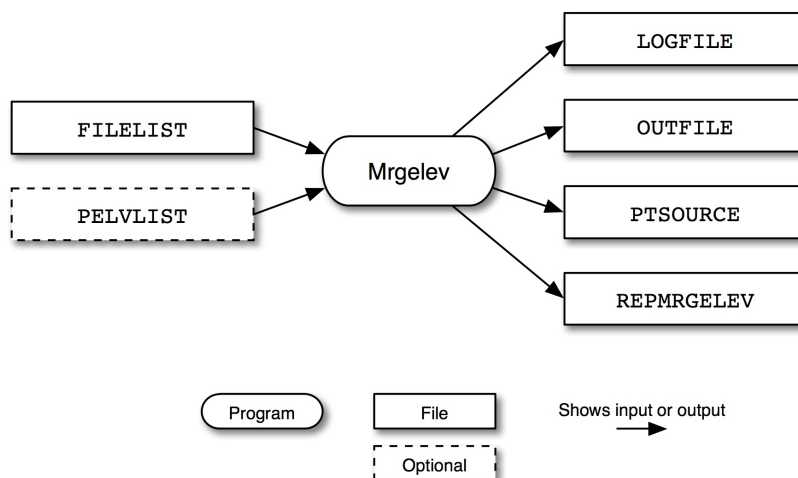 LOGFILE
FILELIST
OUTFILE
Mrgelev
PELVLIST
PTSOURCE
REPMRGELEV
Program
File
Shows input or output
Optional